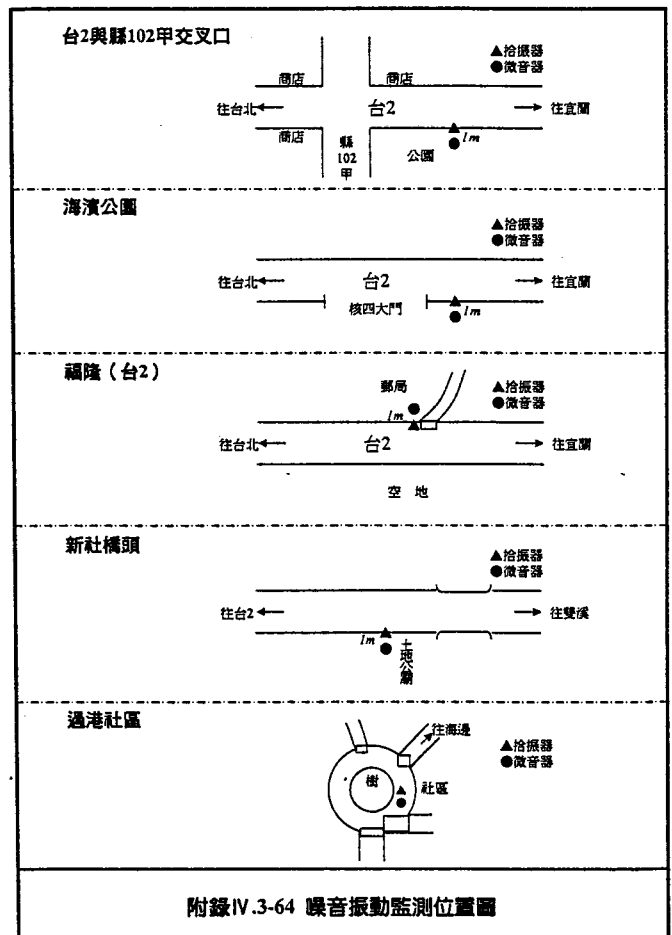 台2與縣102甲交叉口
▲拾振器
●微音器
商店
商店
往台北
台2
往宜蘭
商店
縣102甲
公園
1m
海濱公園
▲拾振器
●微音器
往台北
台2
往宜蘭
核四大門
1m
福隆（台2）
郵局
▲拾振器
●微音器
1m
往台北
台2
往宜蘭
空地
新社橋頭
▲拾振器
●微音器
往台2
往雙溪
1m
土地公廟
過港社區
往海邊
▲拾振器
●微音器
樹
社區
附錄Ⅳ.3-64 噪音振動監測位置圖